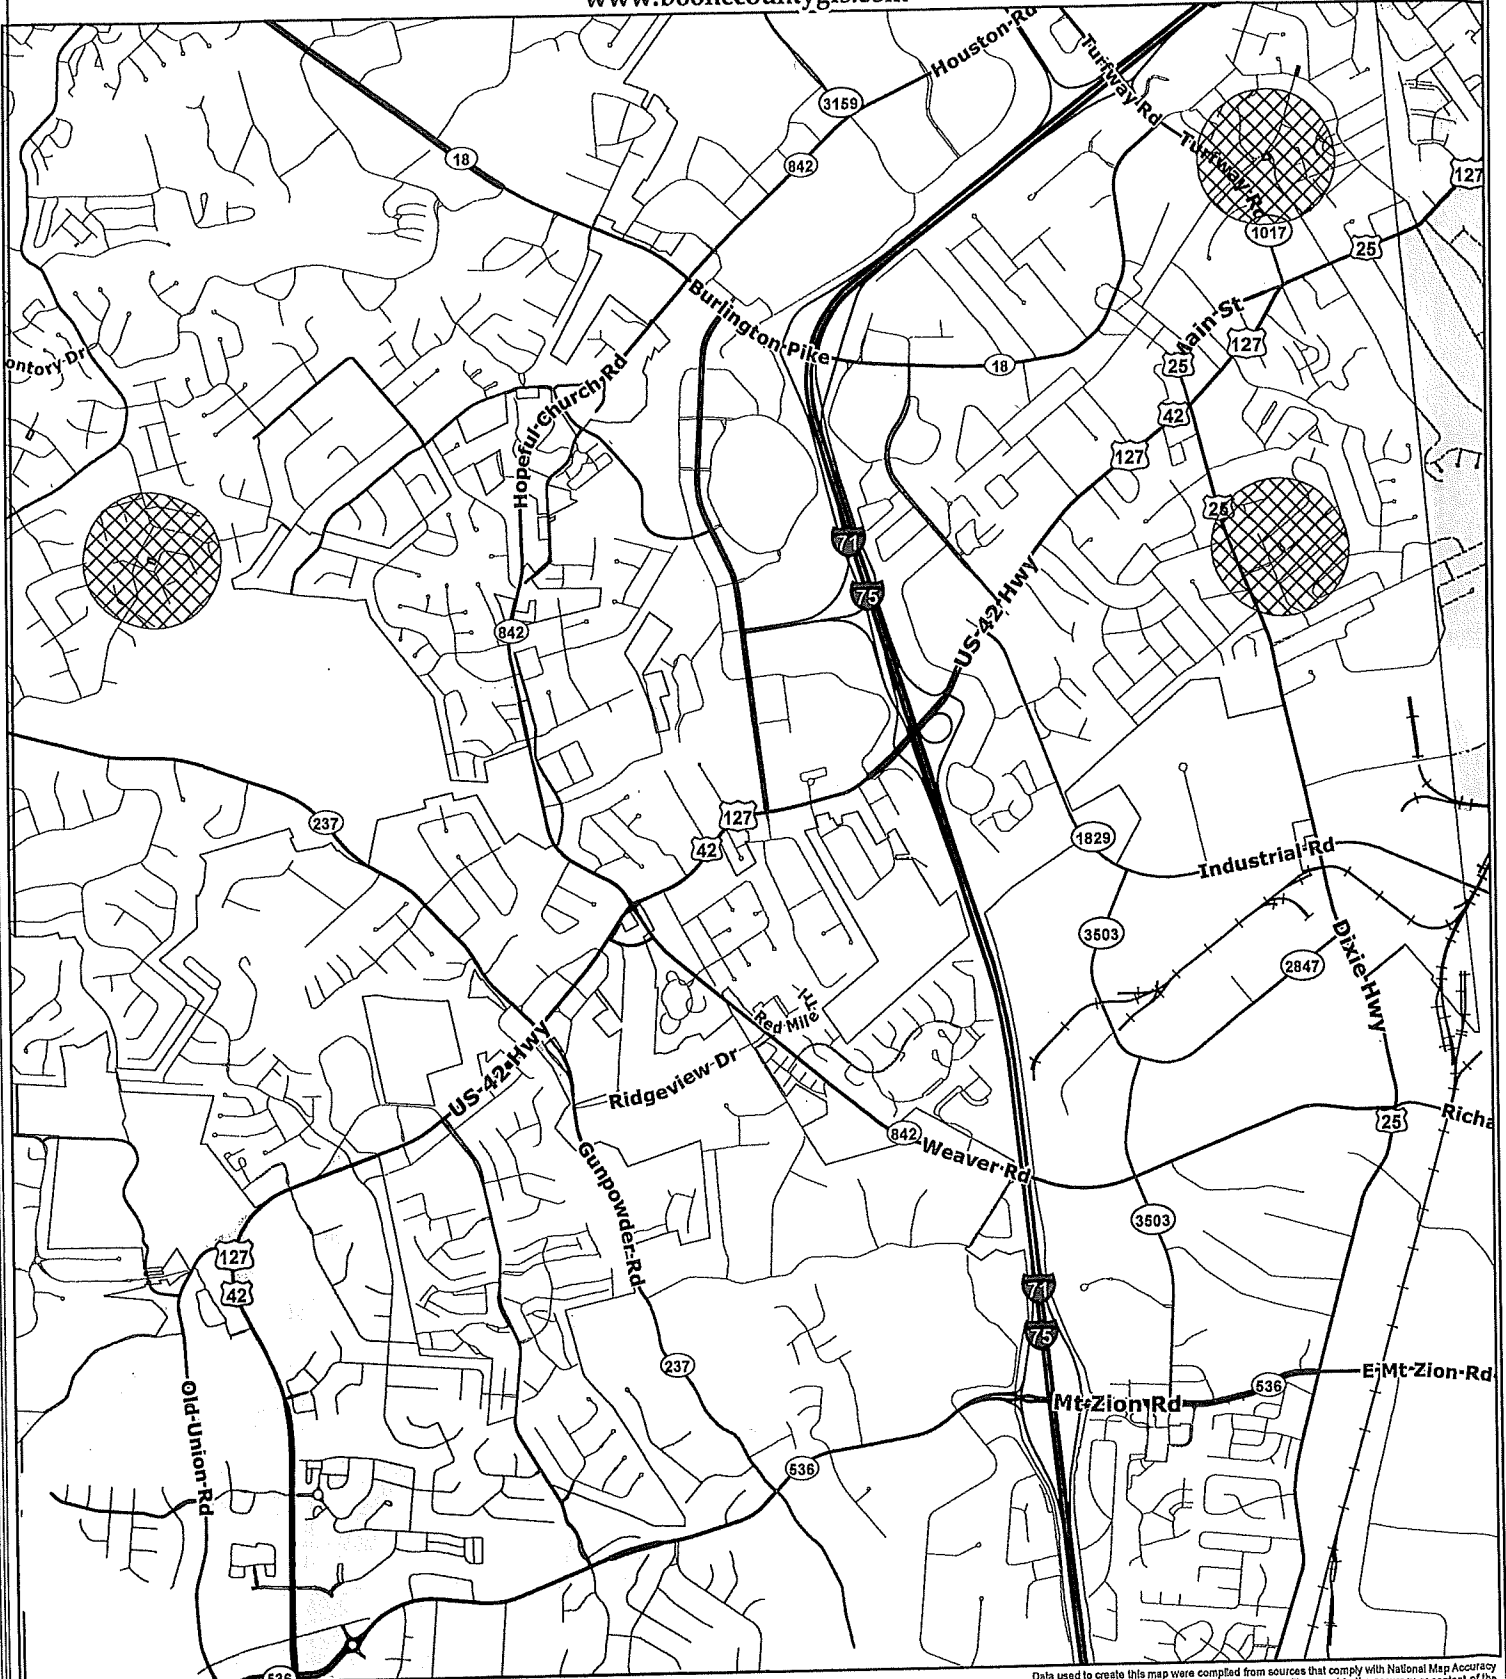 www.boonecountygis.com
Houston-Rd
Turfway-Rd
3159
18
842
Turfway-Rd
127
1017
25
Burlington-Pike
Main-St
127
ontory-Dr
18
25
Hopeful-Church-Rd
42
127
25
71
75
US-42-Hwy
842
237
127
42
1829
Industrial-Rd
3503
Dixie-Hwy
2847
Red Mile-Trl
US-42-Hwy
Ridgeview-Dr
25
Richa
842
Weaver-Rd
Gunpowder-Rd
3503
127
42
71
75
237
E-Mt-Zion-Rd
536
Mt-Zion-Rd
Old-Union-Rd
536
536
Data used to create this map were compiled from sources that comply with National Map Accuracy